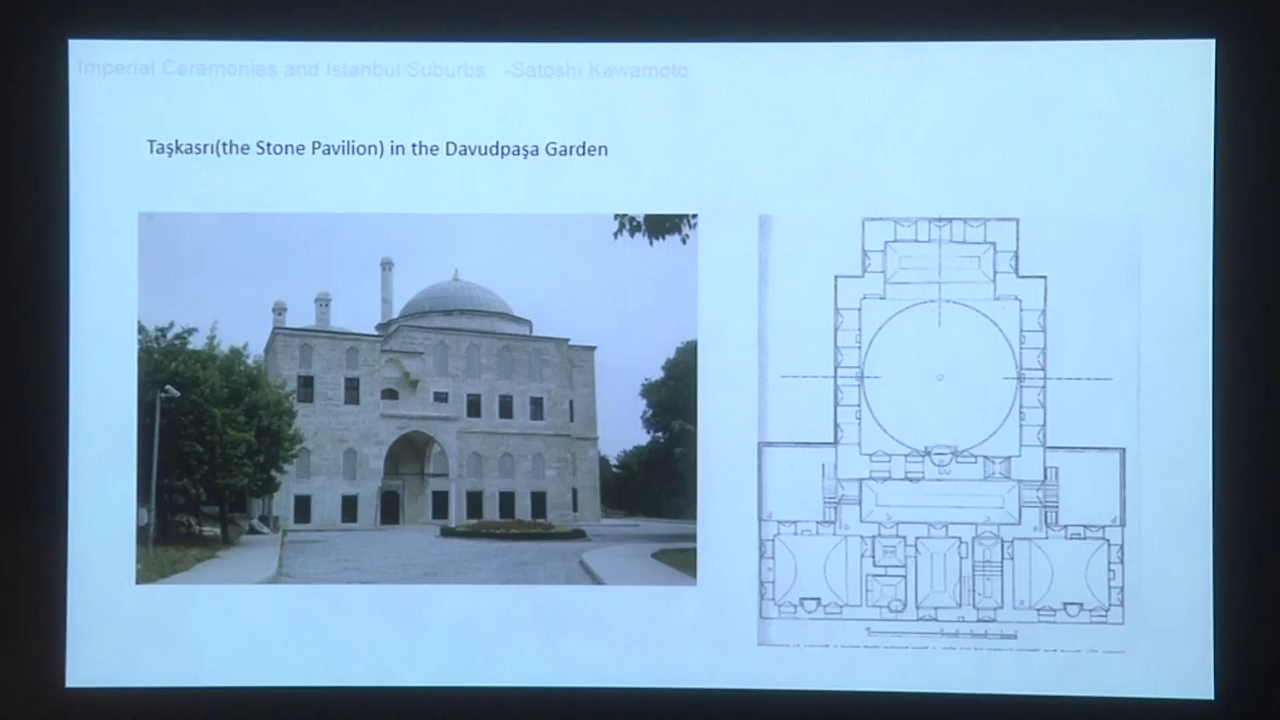 Imperial Ceremonies and Istanbul Suburbs -Satoshi Kawamoto
Taşkasrı(the Stone Pavilion) in the Davudpaşa Garden